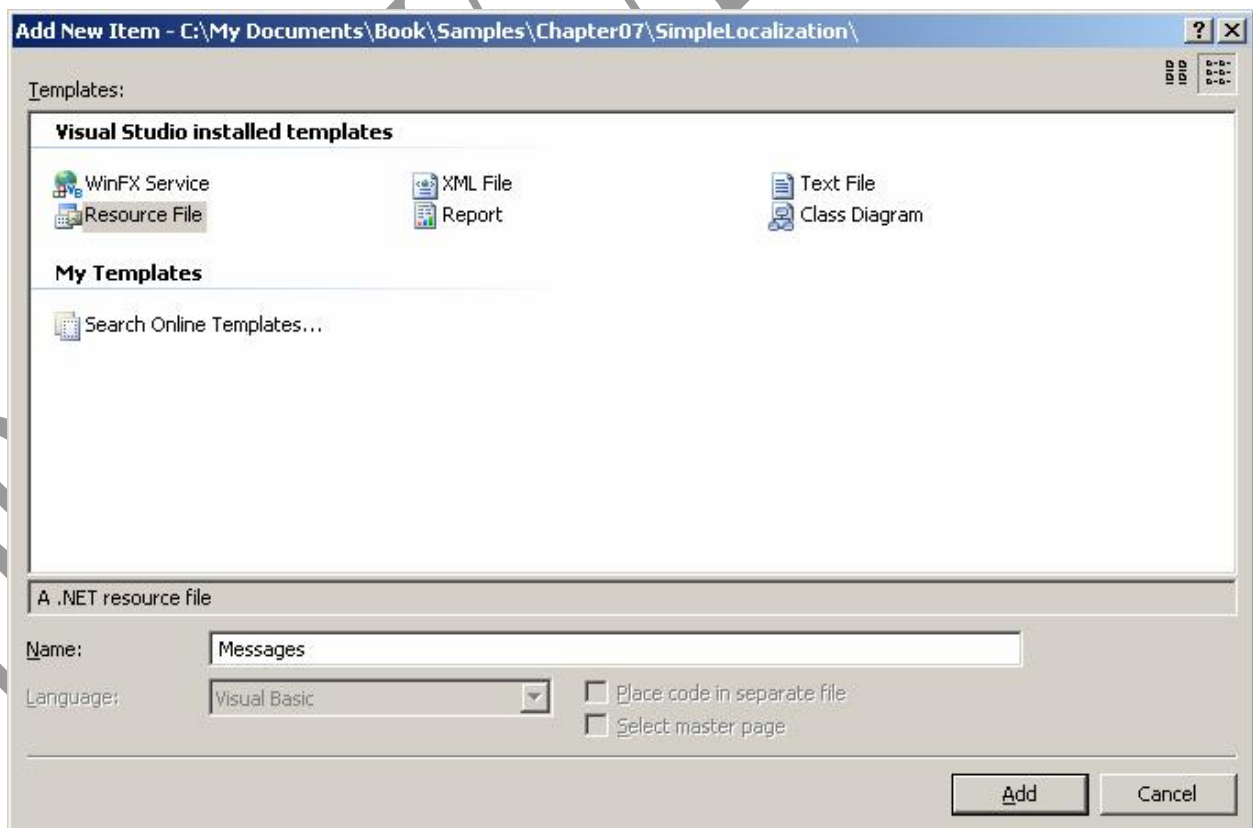 Add New Item - C:\My Documents\Book\Samples\Chapter07\SimpleLocalization\
Templates:
Visual Studio installed templates
WinFX Service
XML File
Text File
Resource File
Report
Class Diagram
My Templates
Search Online Templates...
A .NET resource file
Name:
Messages
Language:
Visual Basic
Place code in separate file
Select master page
Add
Cancel